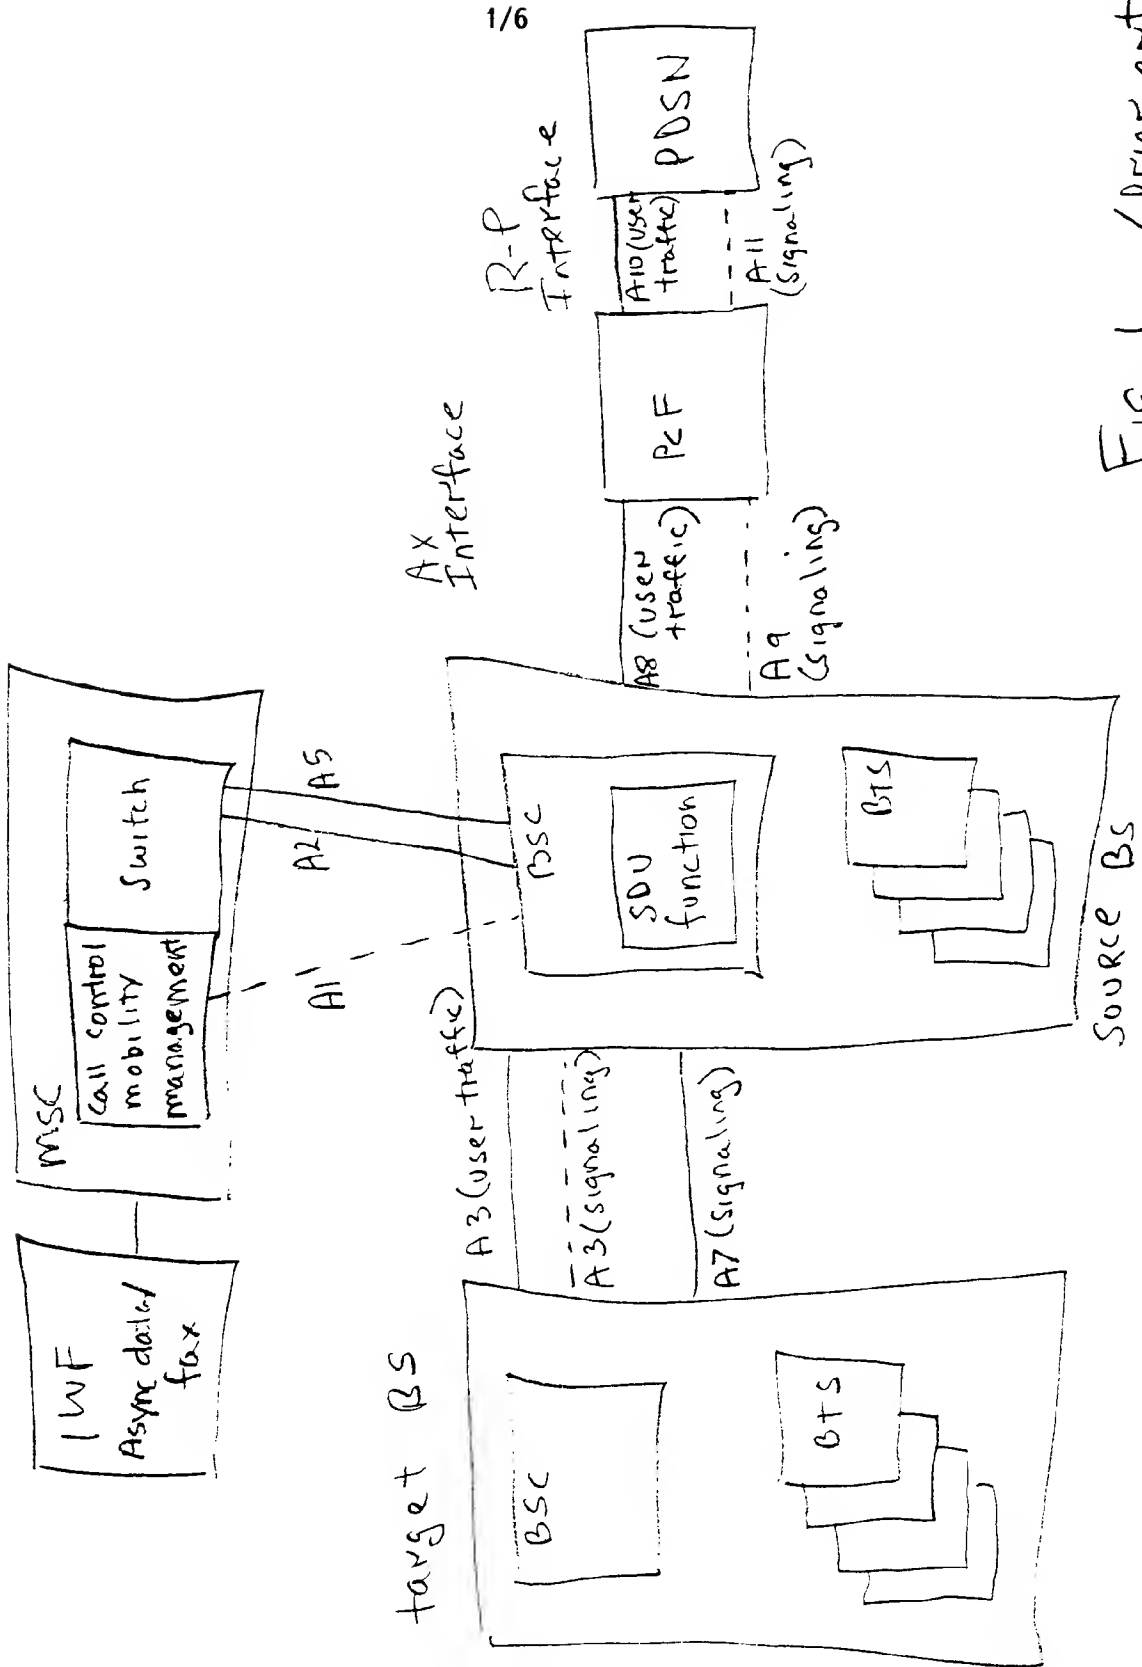 1/6
IWF
Async data/
fax
MSC
Call control
mobility
management
Switch
A1
A2
A5
Ax
Interface
R-P
Interface
target BS
BSC
BTS
A3 (user traffic)
A3 (signaling)
A7 (signaling)
BSC
SDU
function
BTS
Source BS
A8 (user
traffic)
A9
(signaling)
PCF
A10 (user
traffic)
A11
(signaling)
PDSN
FIG. 1